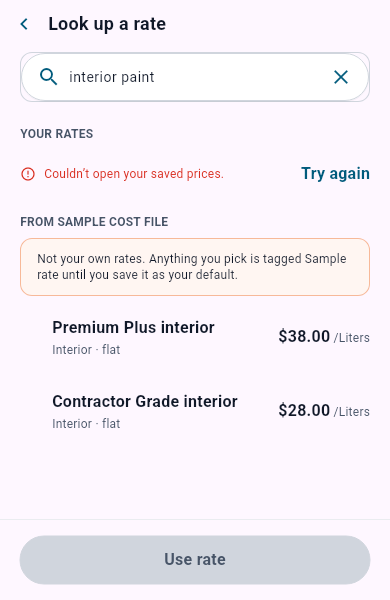 Look up a rate
interior paint
YOUR RATES
Couldn't open your saved prices.
Try again
FROM SAMPLE COST FILE
Not your own rates. Anything you pick is tagged Sample
rate until you save it as your default.
Premium Plus interior
$38.00 /Liters
Interior · flat
Contractor Grade interior
$28.00 /Liters
Interior · flat
Use rate